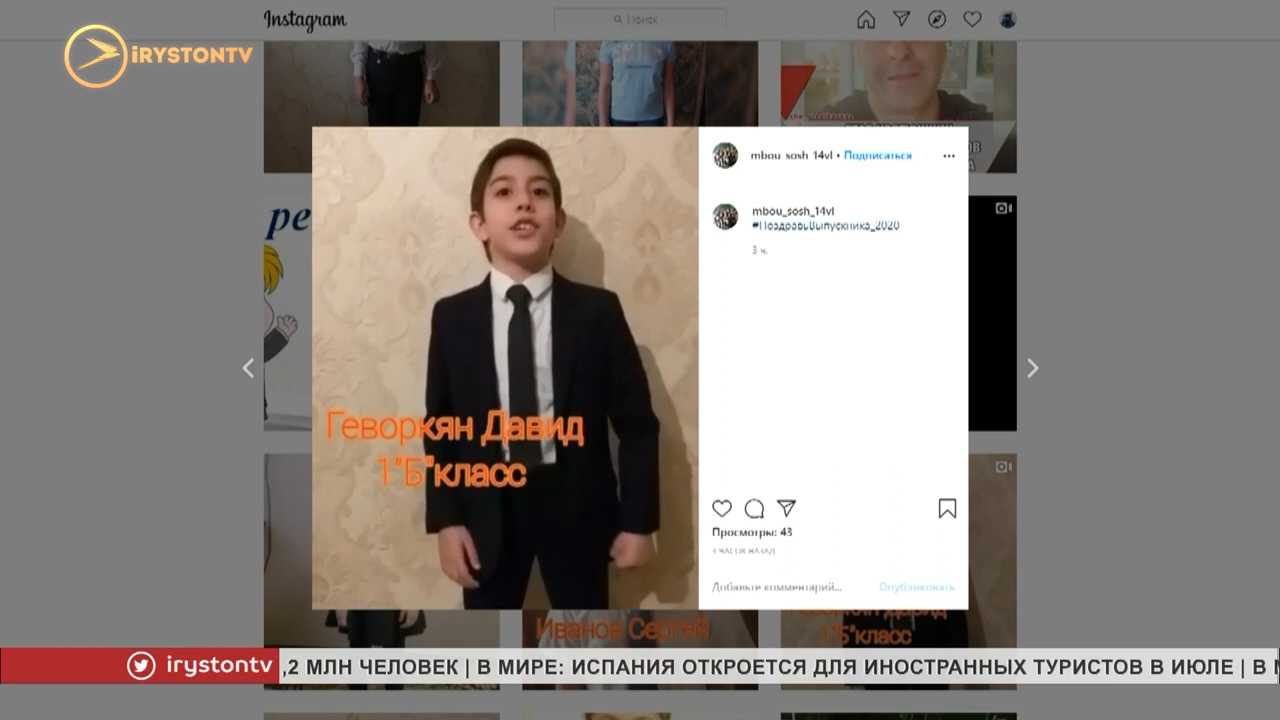 Instagram
Поиск
iRYSTONTV
ре
mbou_sosh_14vl • Подписаться
mbou_sosh_14vl
#ПоздравьВыпускника_2020
3 ч.
Геворкян Давид
1"Б"класс
Просмотры: 43
Добавьте комментарий...
Опубликовать
Иванов Сергей
Геворкян Давид
1"Б"класс
irystontv
,2 МЛН ЧЕЛОВЕК | В МИРЕ: ИСПАНИЯ ОТКРОЕТСЯ ДЛЯ ИНОСТРАННЫХ ТУРИСТОВ В ИЮЛЕ | В